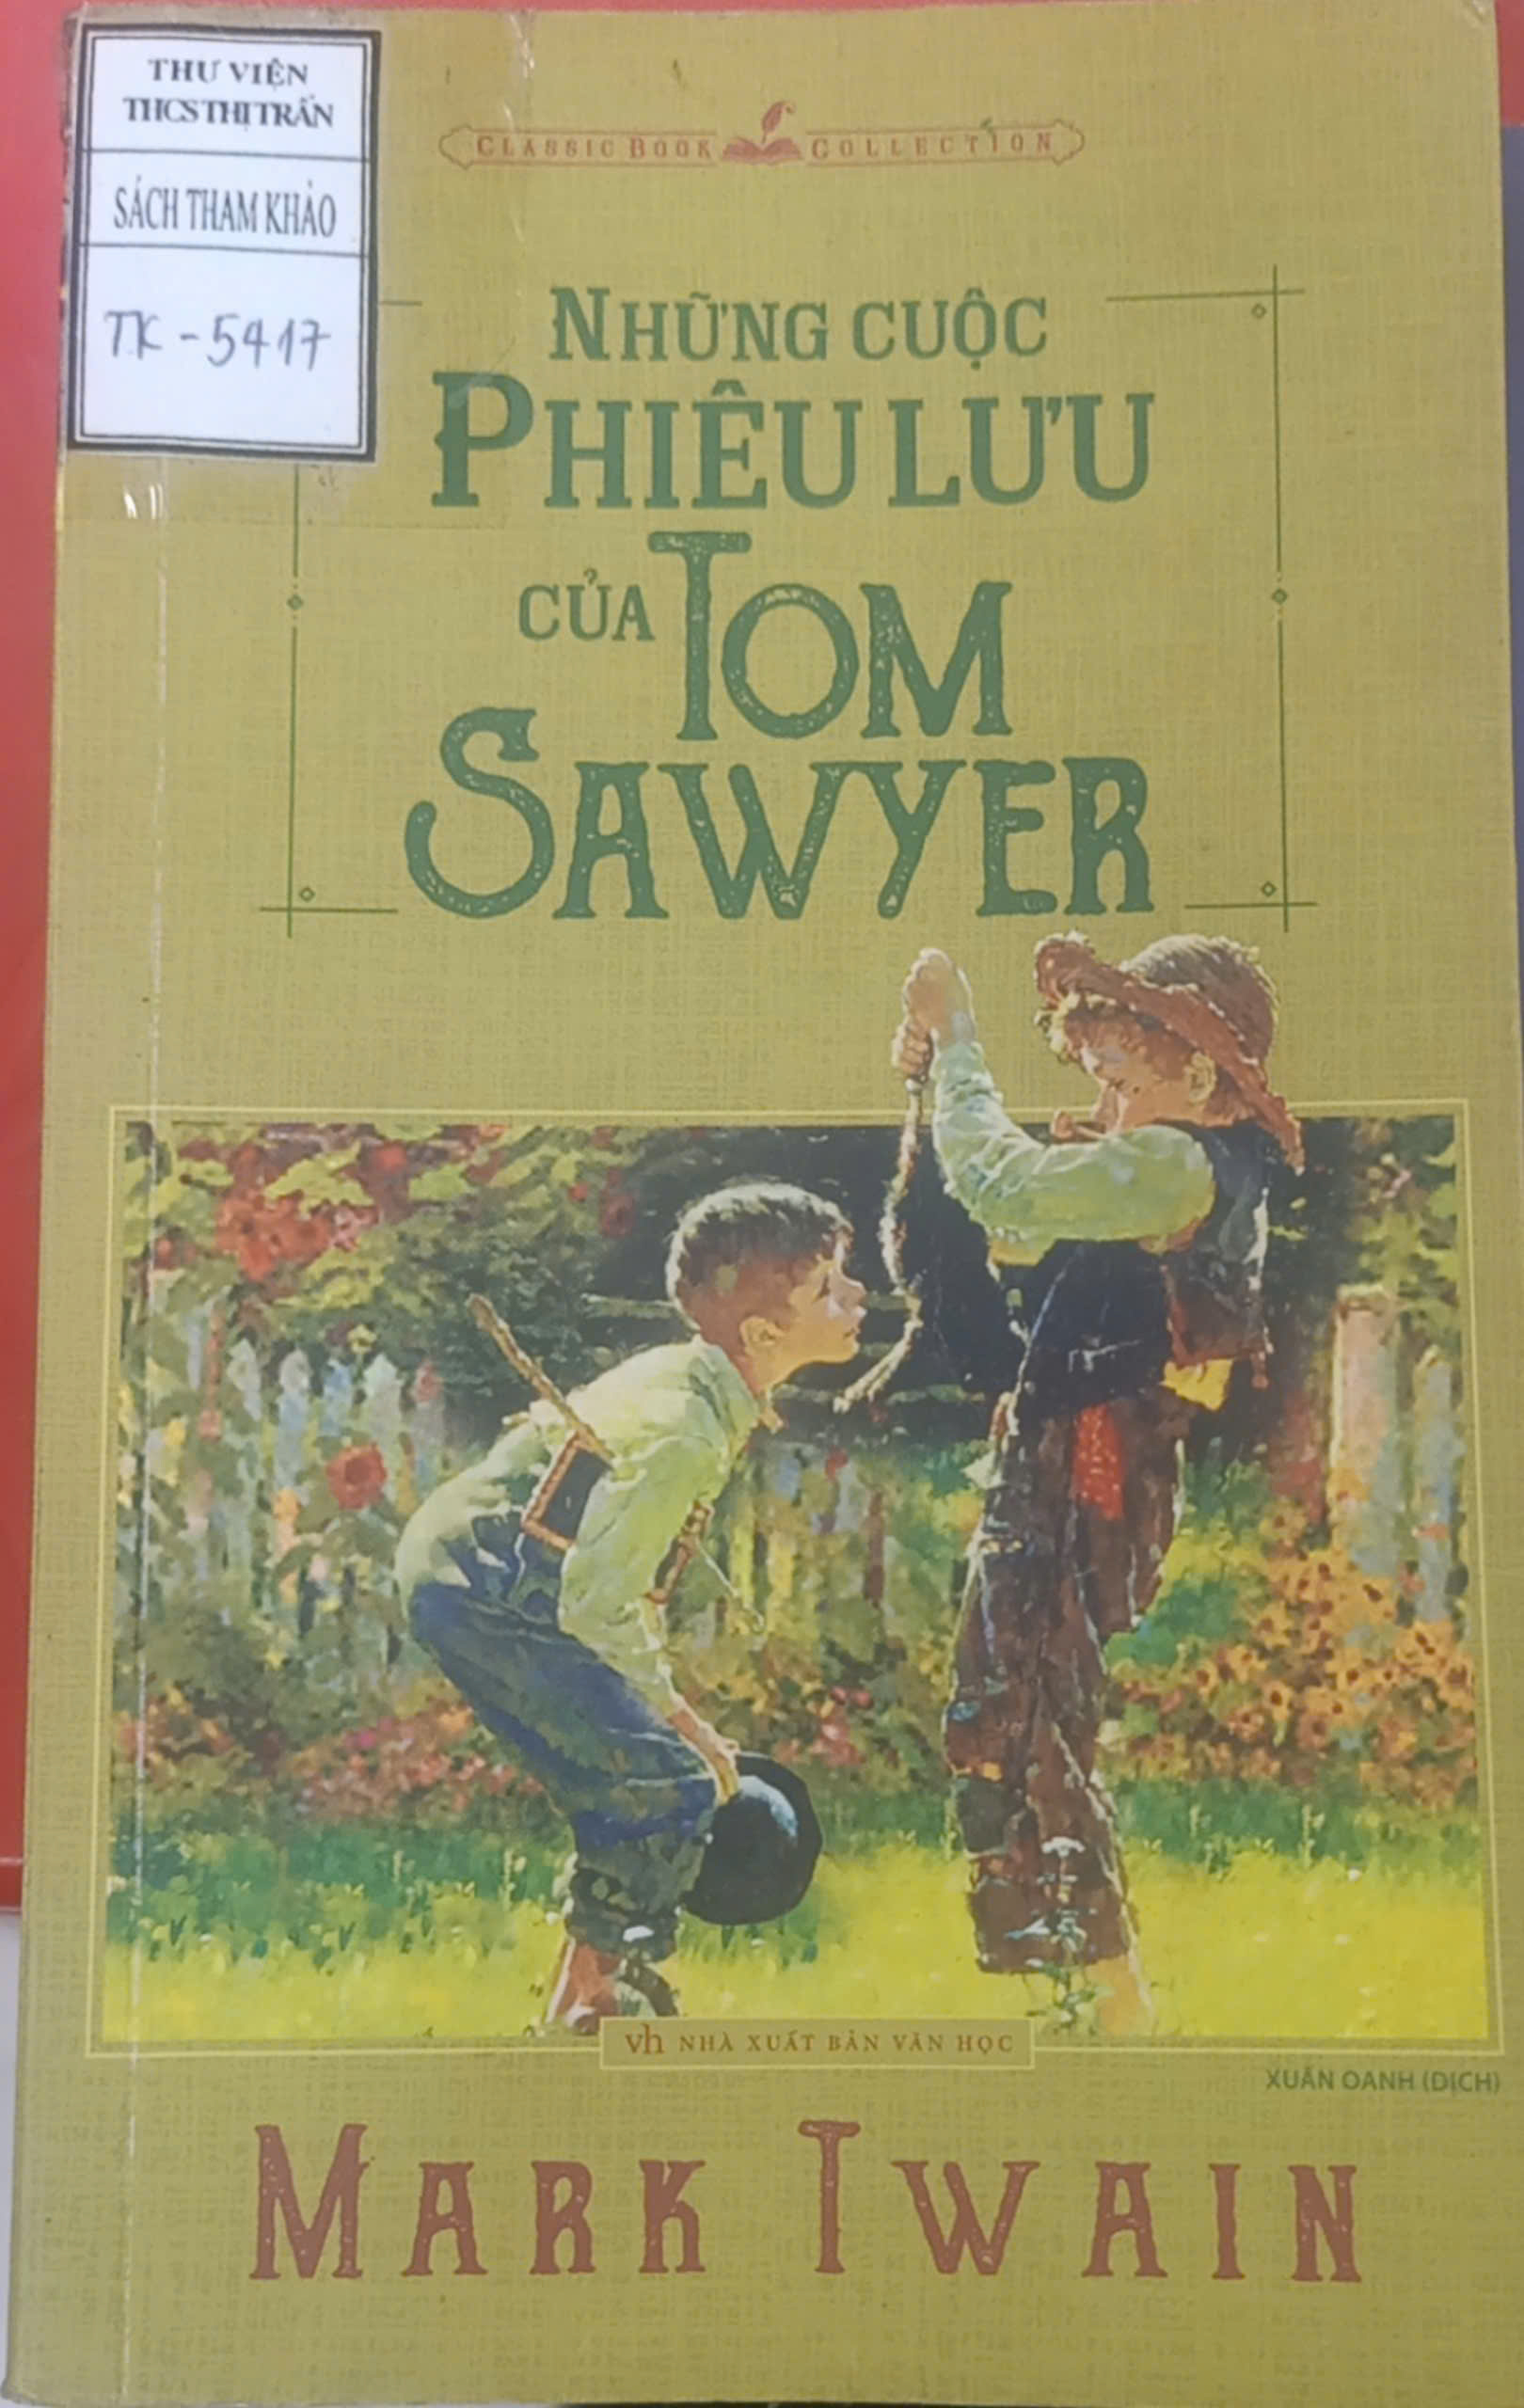 THƯ VIỆN
THCS THỊ TRẤN
SÁCH THAM KHẢO
TK - 5417
CLASSIC BOOK COLLECTION
NHỮNG CUỘC
PHIÊU LƯU
CỦA TOM
SAWYER
vh NHÀ XUẤT BẢN VĂN HỌC
XUÂN OANH (DỊCH)
MARK TWAIN